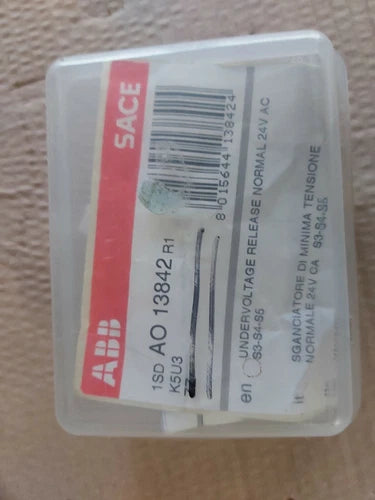 ABB SACE
1SD AO 13842 R1
K5U3
8 015644 138424
en
UNDERVOLTAGE RELEASE NORMAL 24V AC
S3-S4-S5
it
SGANCIATORE DI MINIMA TENSIONE
NORMALE 24V CA S3-S4-S5